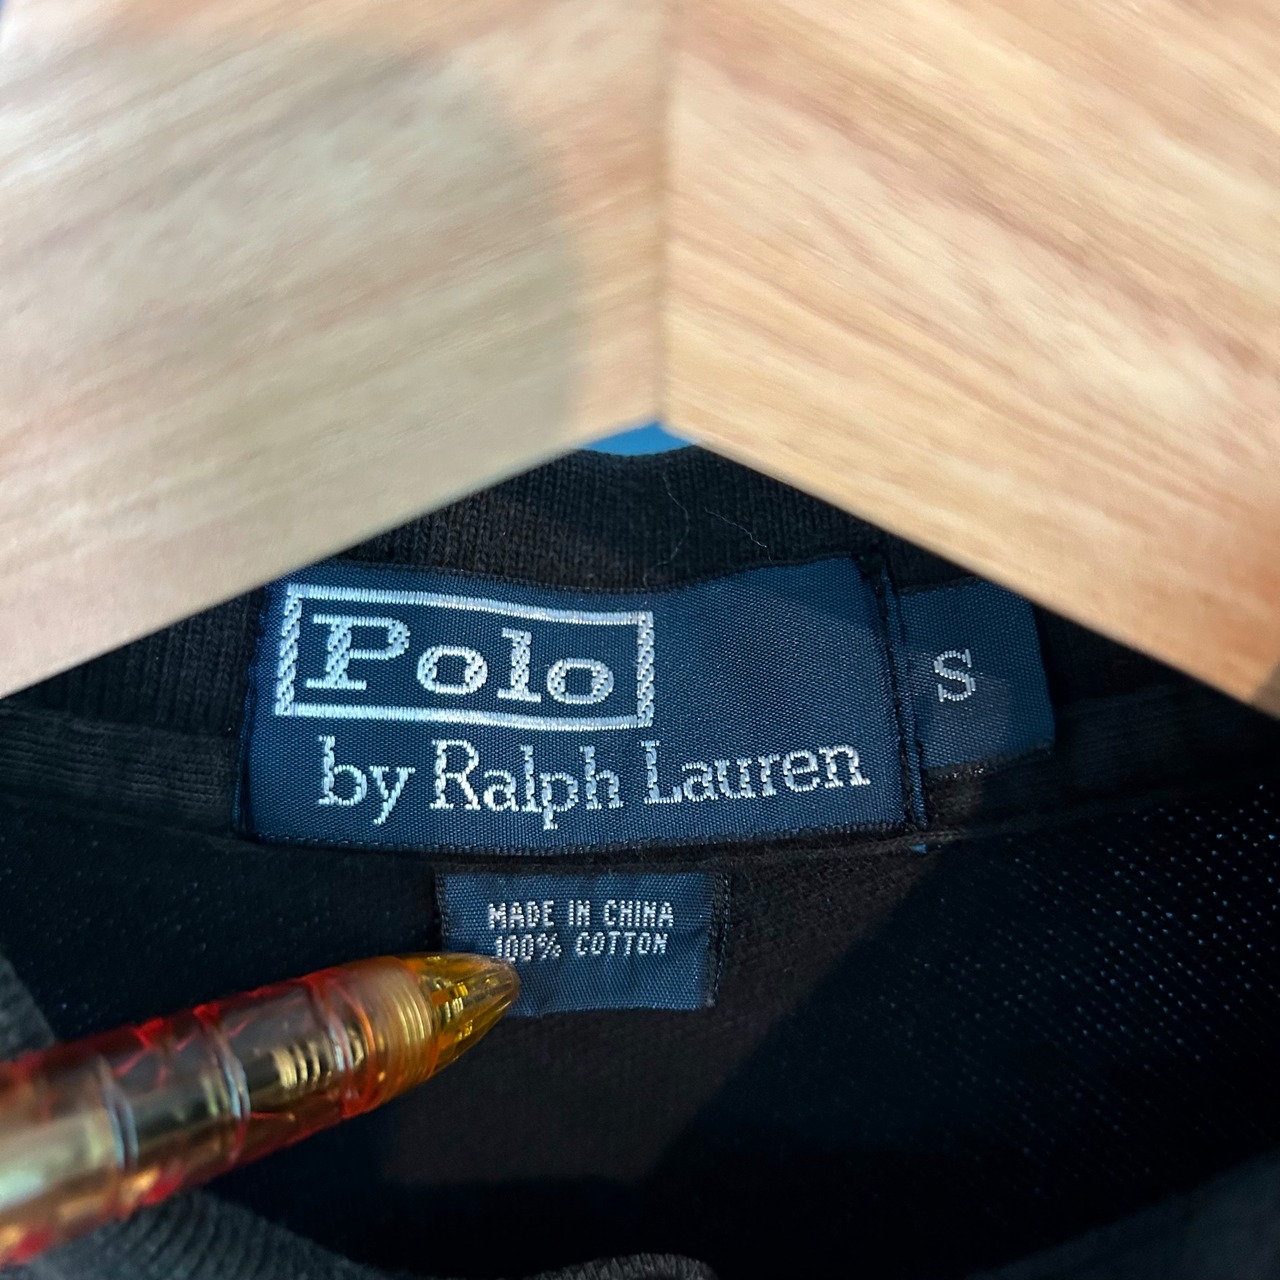 Polo
by Ralph Lauren
S
MADE IN CHINA
100% COTTON